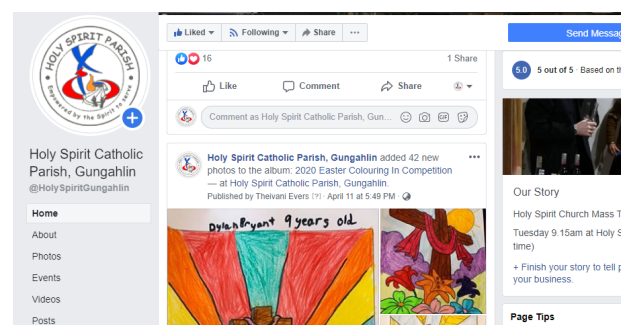 HOLY SPIRIT PARISH
Empowered by the Spirit to serve
Holy Spirit Catholic
Parish, Gungahlin
@HolySpiritGungahlin
Home
About
Photos
Events
Videos
Posts
Liked
Following
Share
16
1 Share
Like
Comment
Share
Comment as Holy Spirit Catholic Parish, Gun...
GIF
Holy Spirit Catholic Parish, Gungahlin added 42 new
photos to the album: 2020 Easter Colouring In Competition
— at Holy Spirit Catholic Parish, Gungahlin.
Published by Theivani Evers [?] · April 11 at 5:49 PM ·
Dylan Bryant 9 years old
Send Messag
5.0 5 out of 5 · Based on th
Our Story
Holy Spirit Church Mass T
Tuesday 9.15am at Holy S
time)
+ Finish your story to tell p
your business.
Page Tips